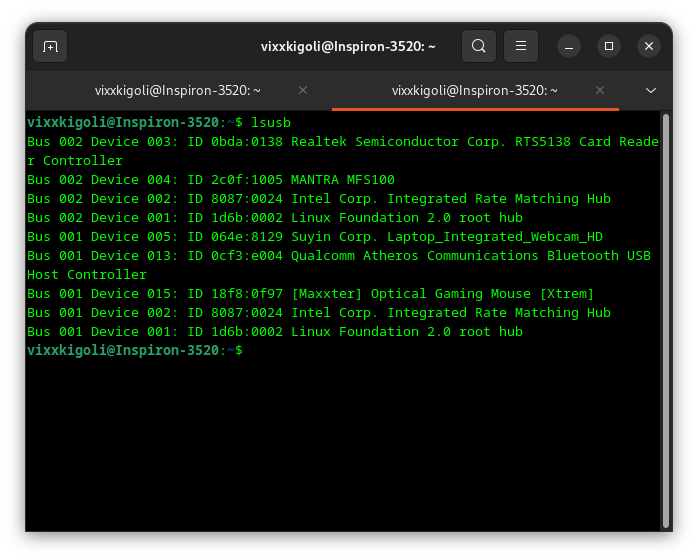 vixxkigoli@Inspiron-3520: ~
vixxkigoli@Inspiron-3520: ~
vixxkigoli@Inspiron-3520: ~
vixxkigoli@Inspiron-3520:~$ lsusb
Bus 002 Device 003: ID 0bda:0138 Realtek Semiconductor Corp. RTS5138 Card Reade
r Controller
Bus 002 Device 004: ID 2c0f:1005 MANTRA MFS100
Bus 002 Device 002: ID 8087:0024 Intel Corp. Integrated Rate Matching Hub
Bus 002 Device 001: ID 1d6b:0002 Linux Foundation 2.0 root hub
Bus 001 Device 005: ID 064e:8129 Suyin Corp. Laptop_Integrated_Webcam_HD
Bus 001 Device 013: ID 0cf3:e004 Qualcomm Atheros Communications Bluetooth USB
Host Controller
Bus 001 Device 015: ID 18f8:0f97 [Maxxter] Optical Gaming Mouse [Xtrem]
Bus 001 Device 002: ID 8087:0024 Intel Corp. Integrated Rate Matching Hub
Bus 001 Device 001: ID 1d6b:0002 Linux Foundation 2.0 root hub
vixxkigoli@Inspiron-3520:~$